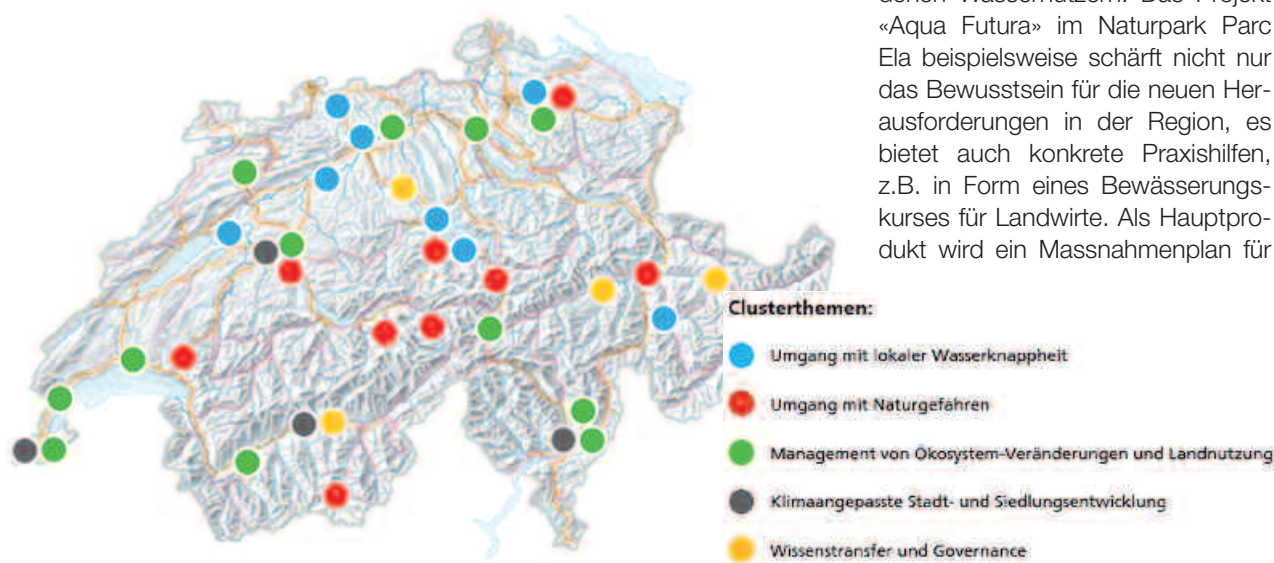 denen Wassernutzern. Das Projekt
«Aqua Futura» im Naturpark Parc
Ela beispielsweise schärft nicht nur
das Bewusstsein für die neuen Her-
ausforderungen in der Region, es
bietet auch konkrete Praxishilfen,
z.B. in Form eines Bewässerungs-
kurses für Landwirte. Als Hauptpro-
dukt wird ein Massnahmenplan für
Clusterthemen:
Umgang mit lokaler Wasserknappheit
Umgang mit Naturgefahren
Management von Ökosystem-Veränderungen und Landnutzung
Klimaangepasste Stadt- und Siedlungsentwicklung
Wissenstransfer und Governance